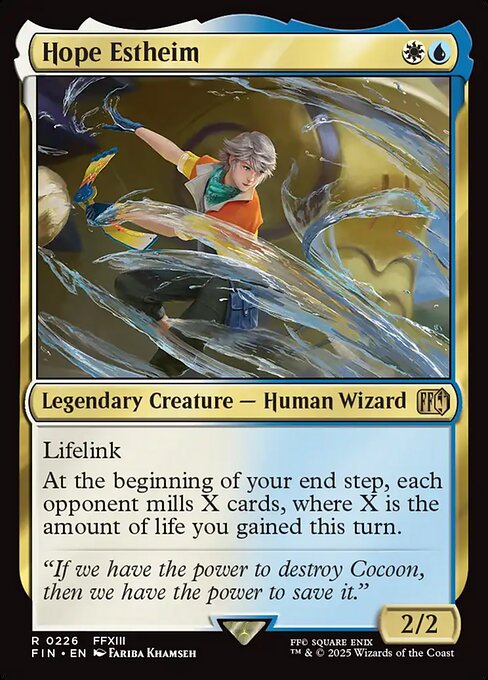 Hope Estheim
Legendary Creature — Human Wizard
Lifelink
At the beginning of your end step, each
opponent mills X cards, where X is the
amount of life you gained this turn.
“If we have the power to destroy Cocoon,
then we have the power to save it.”
2/2
R 0226 FFXIII
FIN • EN Fariba Khamseh
FF© SQUARE ENIX
™ & © 2025 Wizards of the Coast